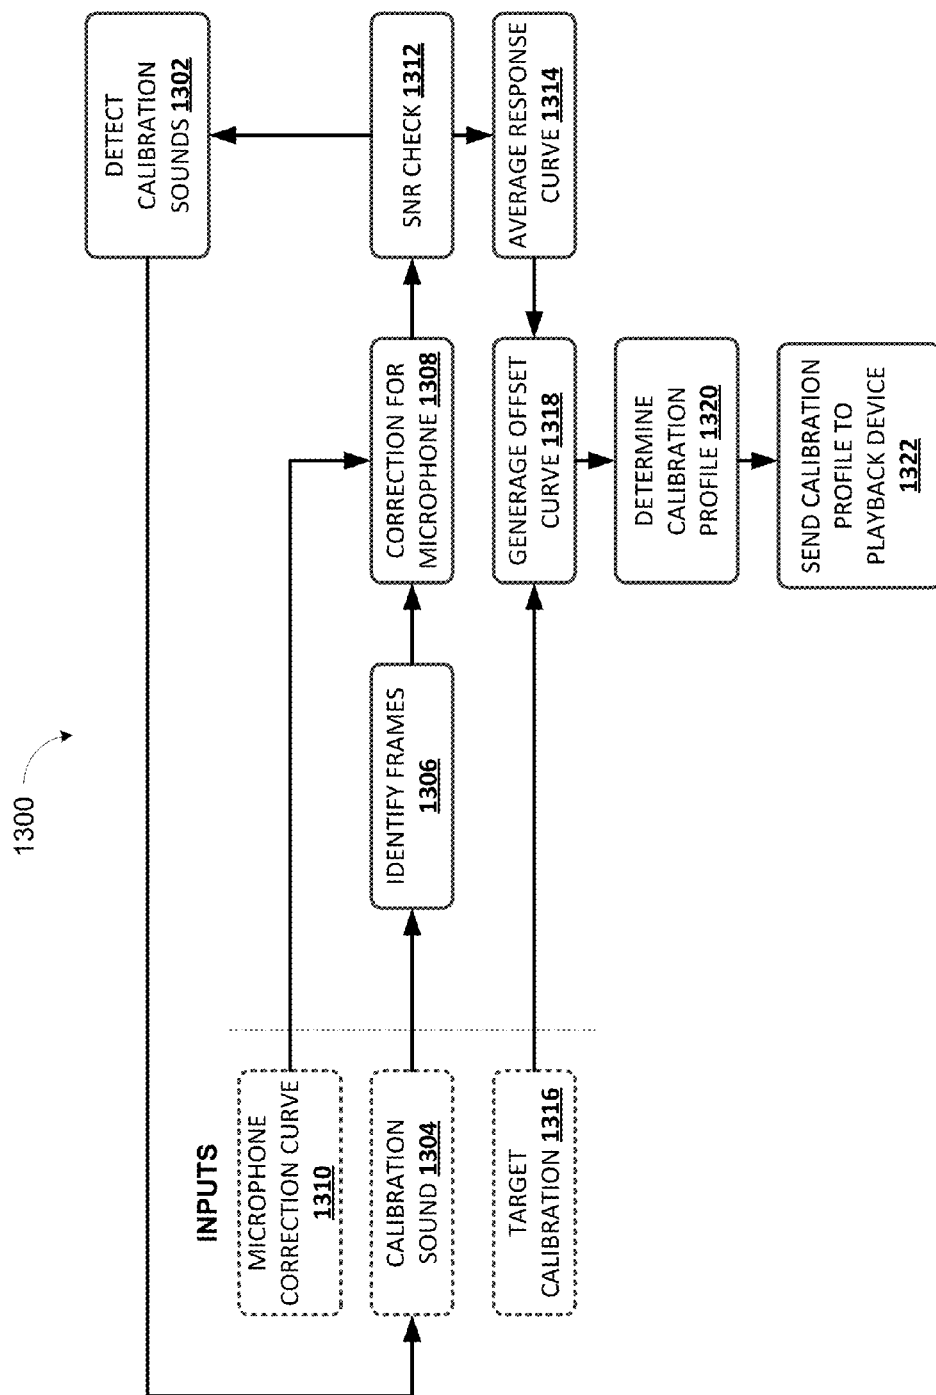 1300
DETECT
CALIBRATION
SOUNDS 1302
INPUTS
MICROPHONE
CORRECTION CURVE
1310
CALIBRATION
SOUND 1304
IDENTIFY FRAMES
1306
CORRECTION FOR
MICROPHONE 1308
SNR CHECK 1312
TARGET
CALIBRATION 1316
GENERAGE OFFSET
CURVE 1318
AVERAGE RESPONSE
CURVE 1314
DETERMINE
CALIBRATION
PROFILE 1320
SEND CALIBRATION
PROFILE TO
PLAYBACK DEVICE
1322